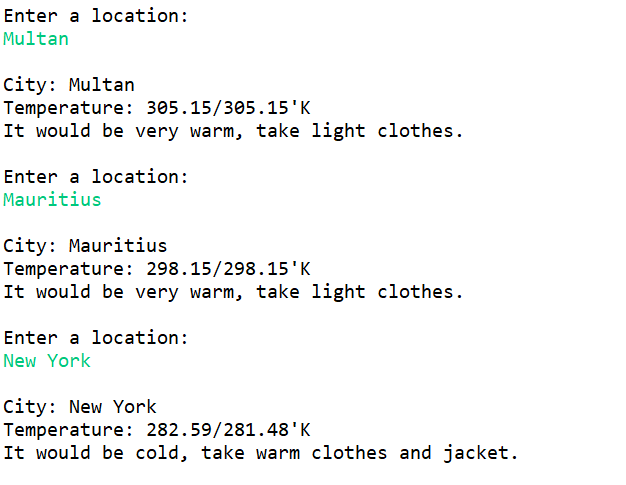 Enter a location:
Multan
City: Multan
Temperature: 305.15/305.15'K
It would be very warm, take light clothes.
Enter a location:
Mauritius
City: Mauritius
Temperature: 298.15/298.15'K
It would be very warm, take light clothes.
Enter a location:
New York
City: New York
Temperature: 282.59/281.48'K
It would be cold, take warm clothes and jacket.